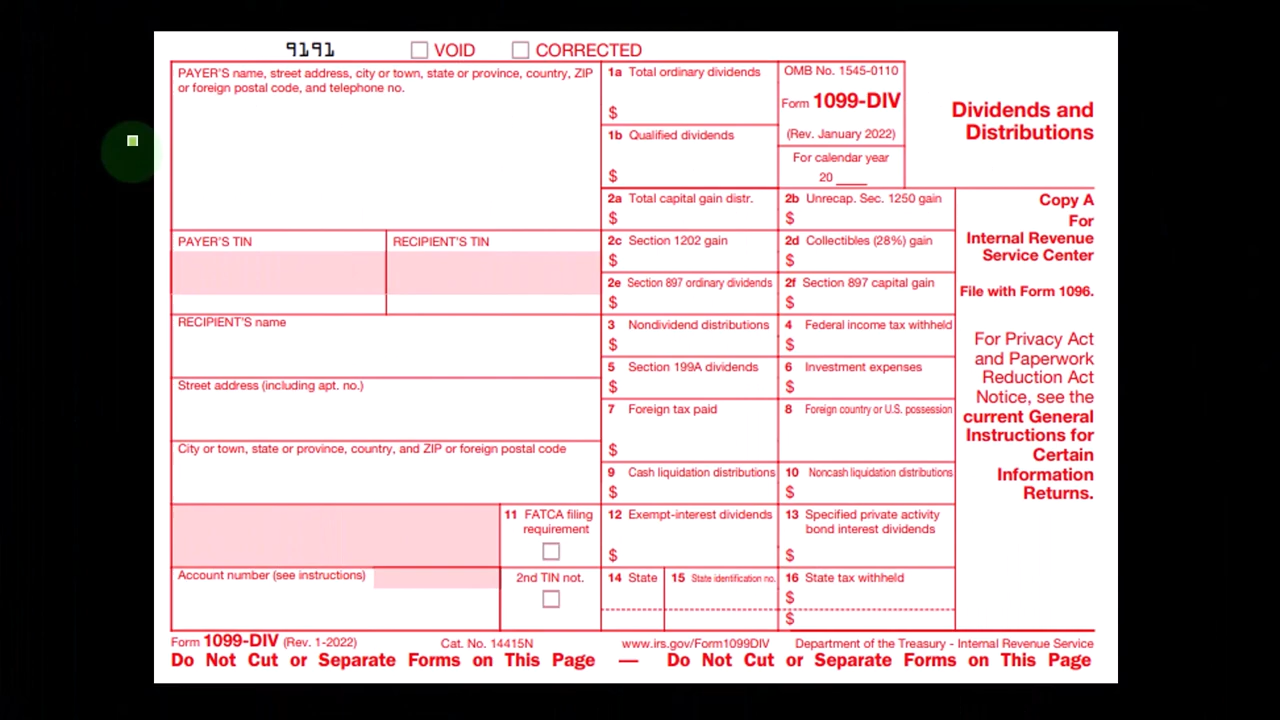 9191 VOID CORRECTED
PAYER'S name, street address, city or town, state or province, country, ZIP
or foreign postal code, and telephone no.
1a Total ordinary dividends
$
1b Qualified dividends
$
OMB No. 1545-0110
Form 1099-DIV
(Rev. January 2022)
For calendar year
20 ____
Dividends and
Distributions
2a Total capital gain distr.
$
2b Unrecap. Sec. 1250 gain
$
Copy A
For
Internal Revenue
Service Center
File with Form 1096.
PAYER'S TIN
RECIPIENT'S TIN
2c Section 1202 gain
$
2d Collectibles (28%) gain
$
2e Section 897 ordinary dividends
$
2f Section 897 capital gain
$
RECIPIENT'S name
3 Nondividend distributions
$
4 Federal income tax withheld
$
For Privacy Act
and Paperwork
Reduction Act
Notice, see the
current General
Instructions for
Certain
Information
Returns.
5 Section 199A dividends
$
6 Investment expenses
$
Street address (including apt. no.)
7 Foreign tax paid
$
8 Foreign country or U.S. possession
City or town, state or province, country, and ZIP or foreign postal code
9 Cash liquidation distributions
$
10 Noncash liquidation distributions
$
11 FATCA filing
requirement
12 Exempt-interest dividends
$
13 Specified private activity
bond interest dividends
$
Account number (see instructions)
2nd TIN not.
14 State
15 State identification no.
16 State tax withheld
$
$
Form 1099-DIV (Rev. 1-2022)
Cat. No. 14415N
www.irs.gov/Form1099DIV
Department of the Treasury - Internal Revenue Service
Do Not Cut or Separate Forms on This Page — Do Not Cut or Separate Forms on This Page